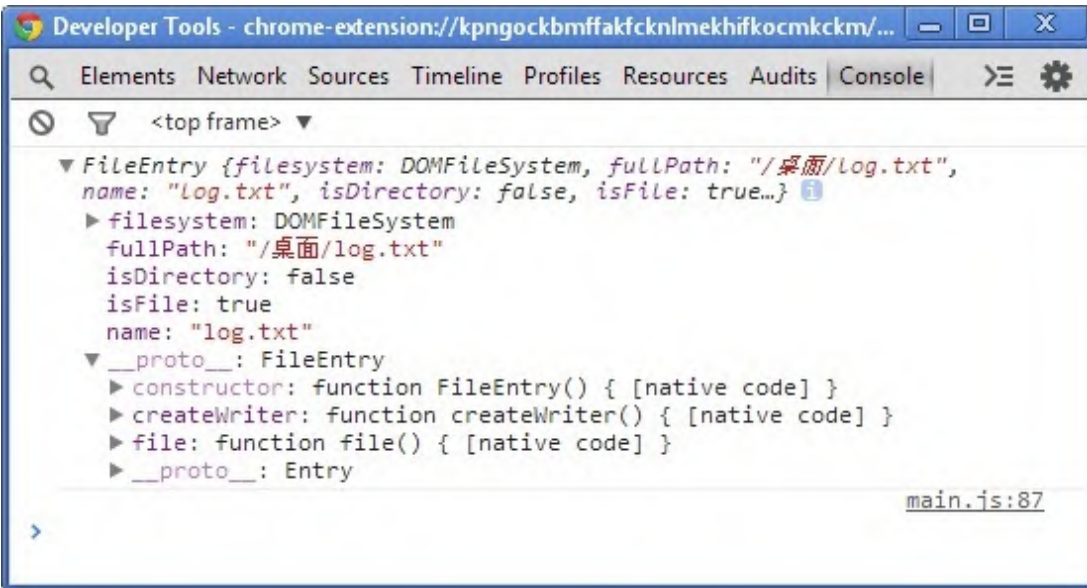 Developer Tools - chrome-extension://kpngockbmffakfcknlmekhifkocmkckm/...
Elements Network Sources Timeline Profiles Resources Audits Console
<top frame> ▼
▼ FileEntry {filesystem: DOMFileSystem, fullPath: "/桌面/log.txt",
name: "log.txt", isDirectory: false, isFile: true…} i
▶ filesystem: DOMFileSystem
fullPath: "/桌面/log.txt"
isDirectory: false
isFile: true
name: "log.txt"
▼ __proto__: FileEntry
▶ constructor: function FileEntry() { [native code] }
▶ createWriter: function createWriter() { [native code] }
▶ file: function file() { [native code] }
▶ __proto__: Entry
main.js:87
>